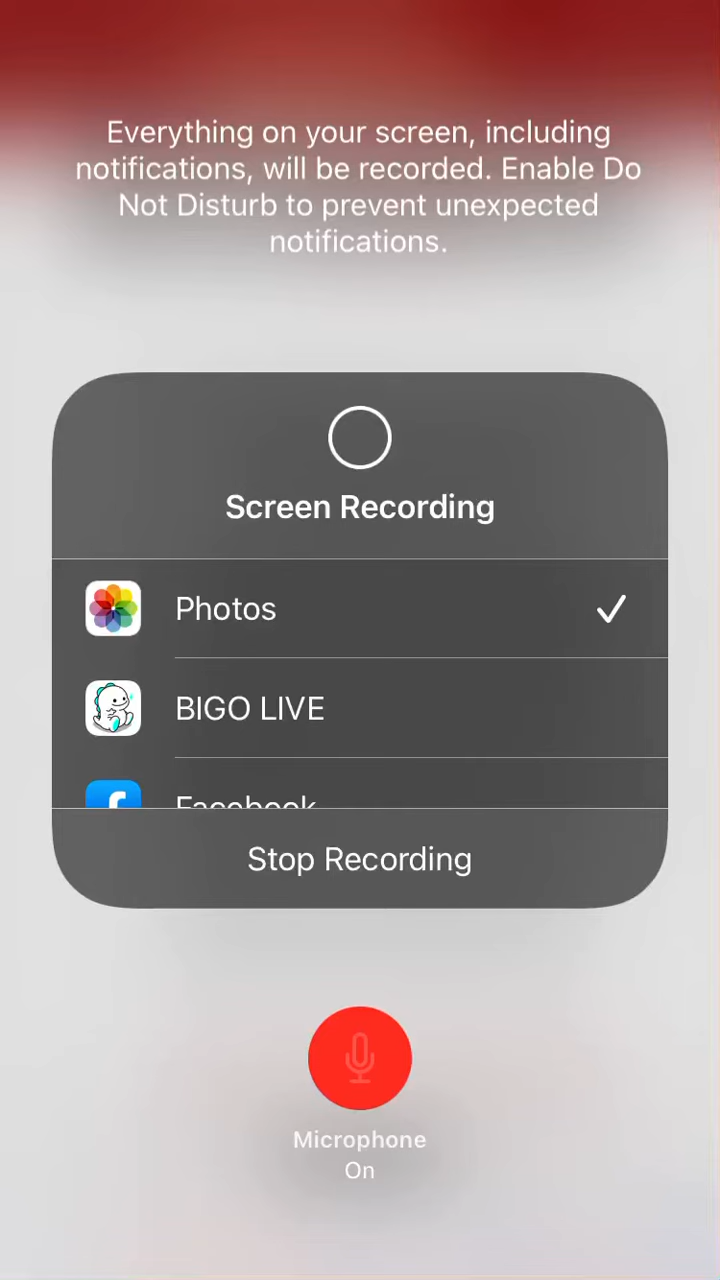 Everything on your screen, including
notifications, will be recorded. Enable Do
Not Disturb to prevent unexpected
notifications.
Screen Recording
Photos
BIGO LIVE
Facebook
Stop Recording
Microphone
On